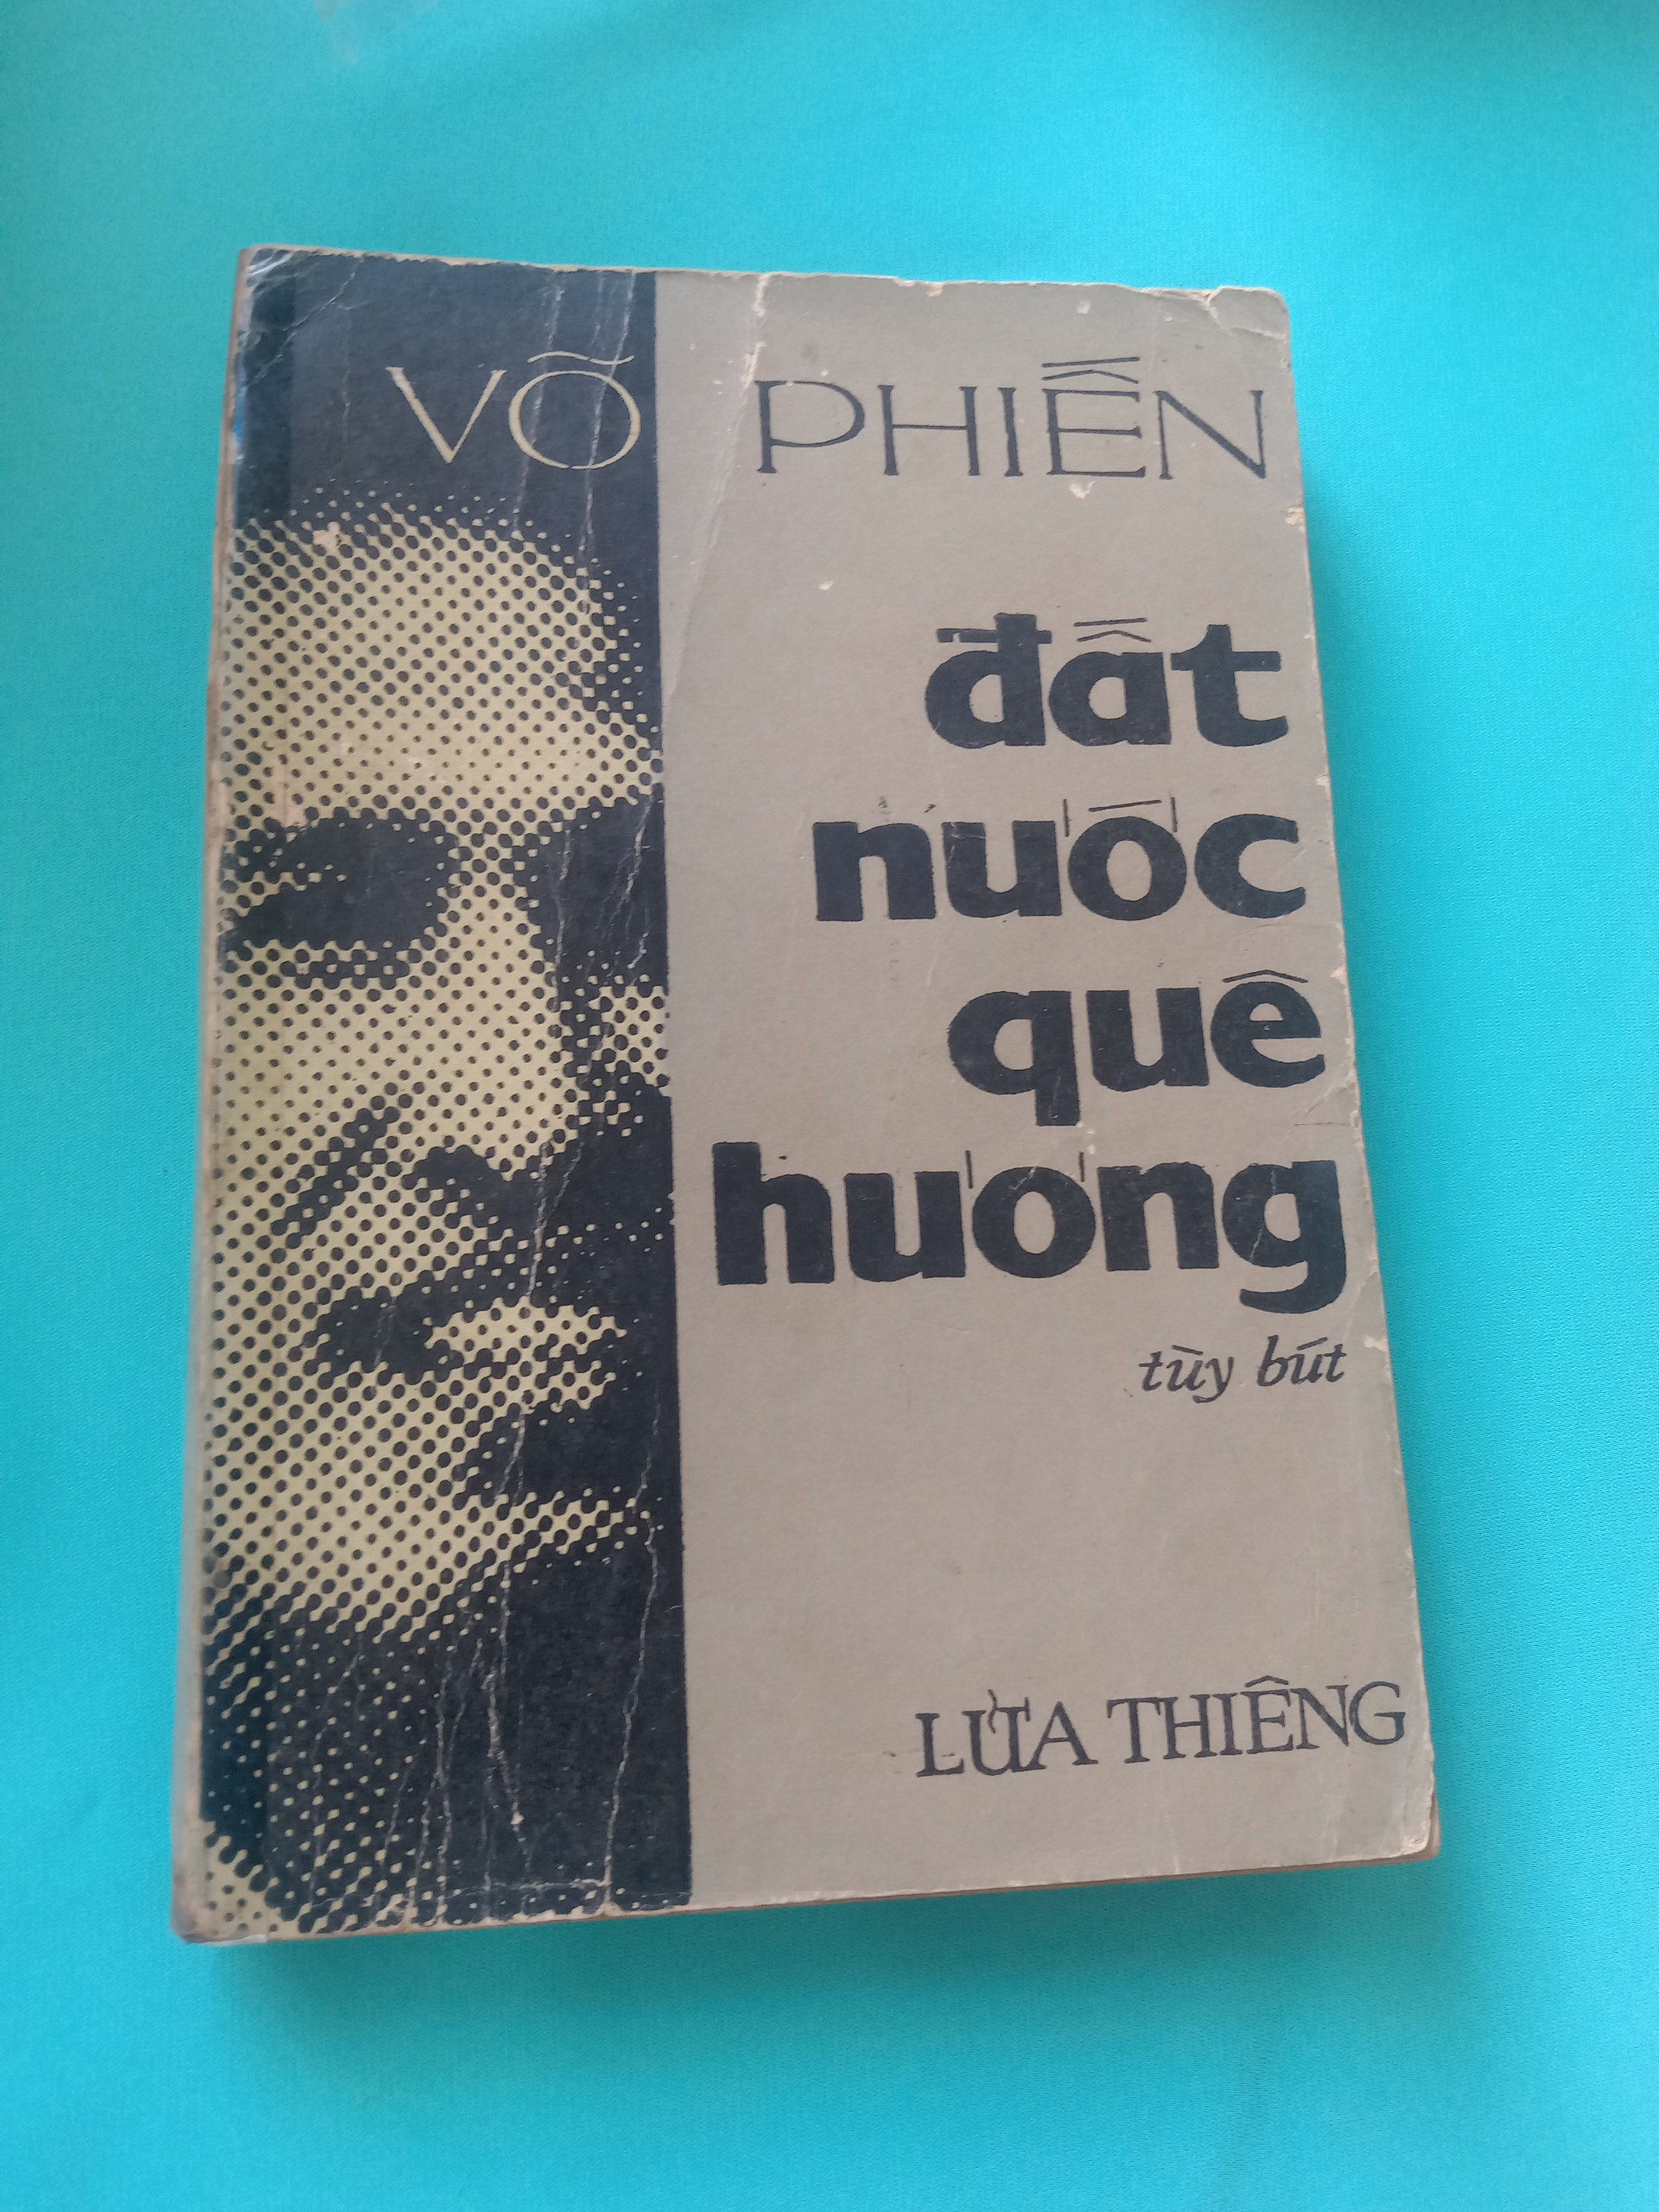 VÕ PHIẾN
đất
nước
quê
hương
tùy bút
LỬA THIÊNG